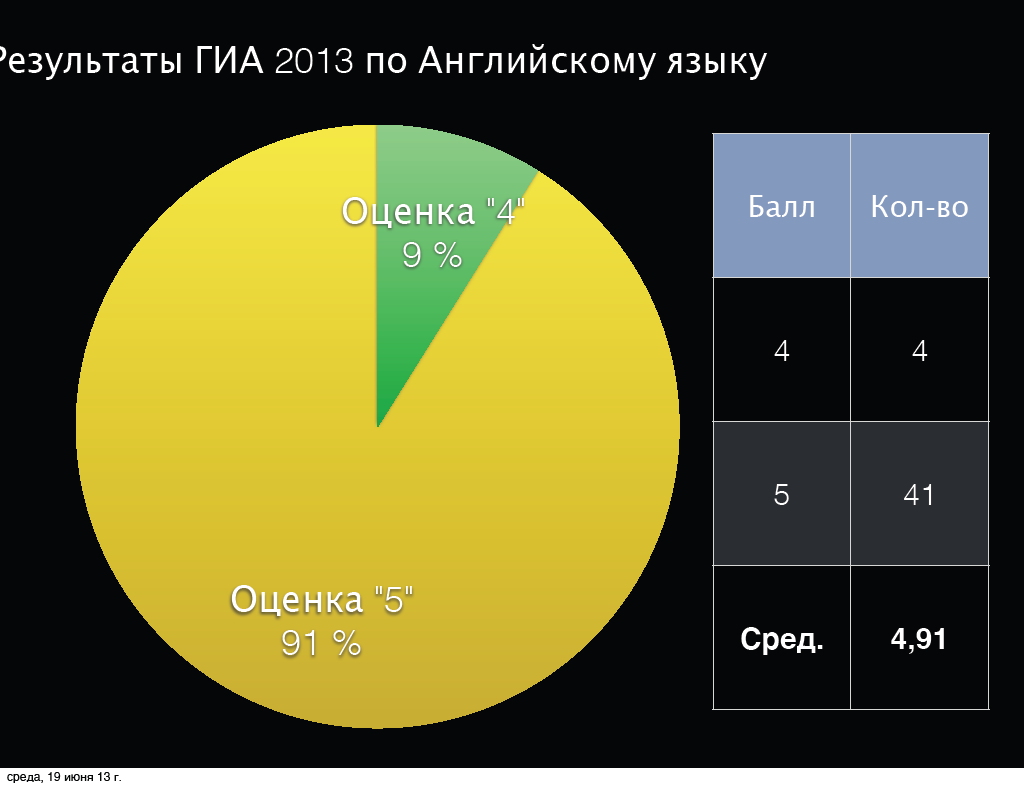 Результаты ГИА 2013 по Английскому языку
Оценка "4"
9 %
Оценка "5"
91 %
Балл Кол-во
4 4
5 41
Сред. 4,91
среда, 19 июня 13 г.